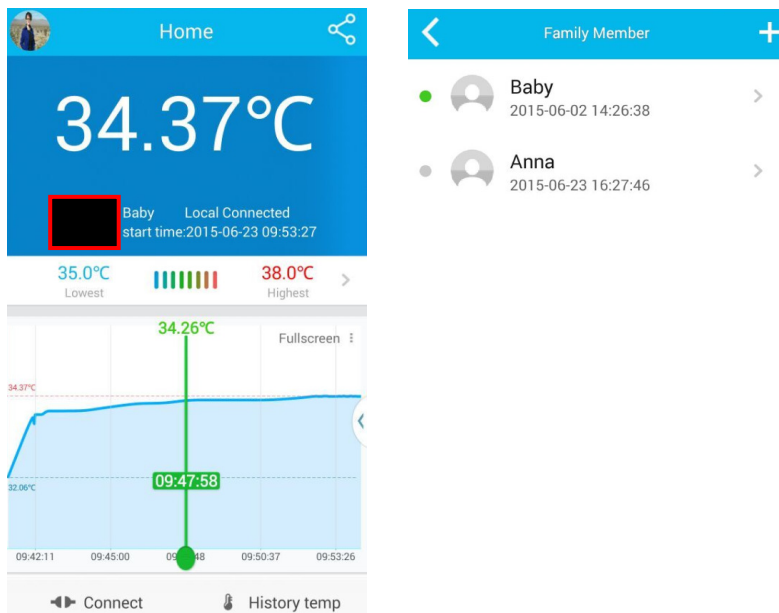 Home
34.37℃
Baby Local Connected
start time:2015-06-23 09:53:27
35.0℃ 38.0℃
Lowest Highest
34.26℃
Fullscreen
34.37℃
09:47:58
32.06℃
09:42:11 09:45:00 48 09:50:37 09:53:26
Connect History temp
Family Member
Baby
2015-06-02 14:26:38
Anna
2015-06-23 16:27:46